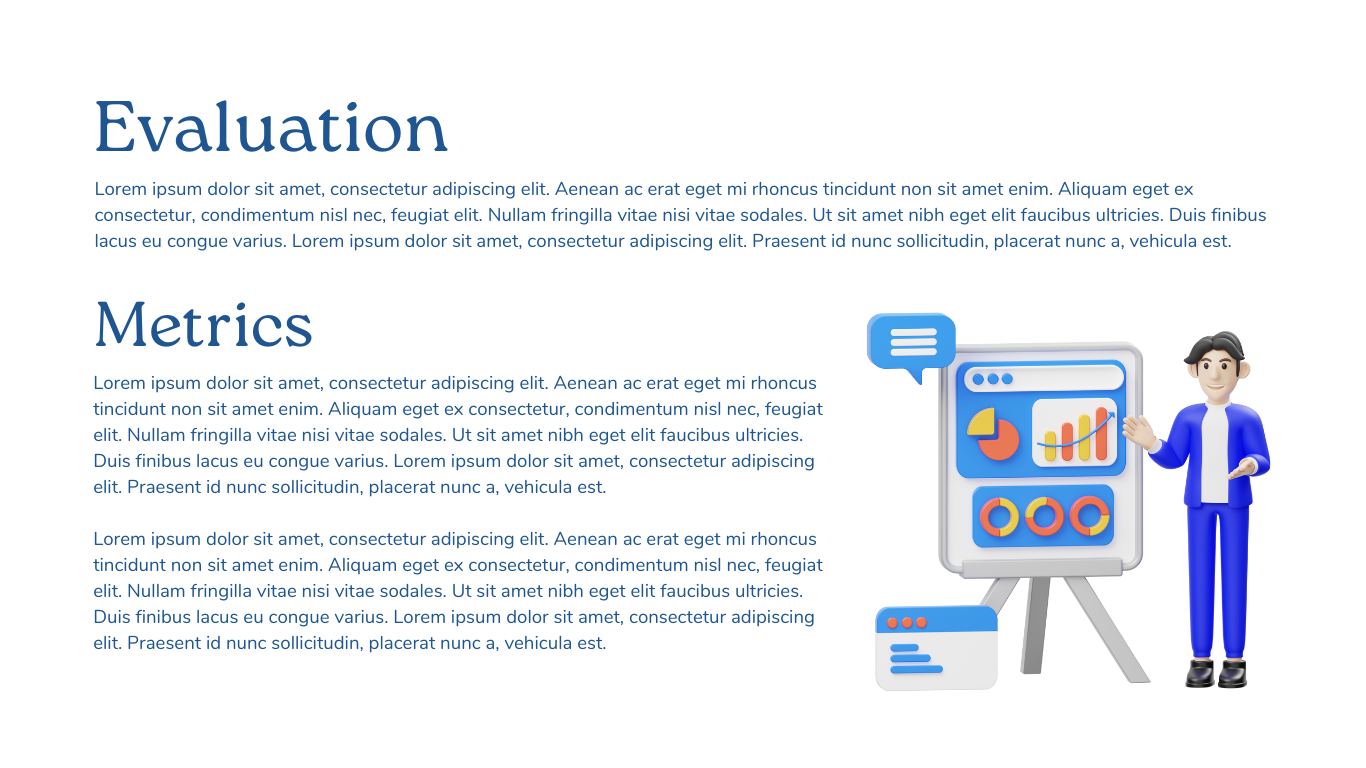 Evaluation
Lorem ipsum dolor sit amet, consectetur adipiscing elit. Aenean ac erat eget mi rhoncus tincidunt non sit amet enim. Aliquam eget ex
consectetur, condimentum nisl nec, feugiat elit. Nullam fringilla vitae nisi vitae sodales. Ut sit amet nibh eget elit faucibus ultricies. Duis finibus
lacus eu congue varius. Lorem ipsum dolor sit amet, consectetur adipiscing elit. Praesent id nunc sollicitudin, placerat nunc a, vehicula est.
Metrics
Lorem ipsum dolor sit amet, consectetur adipiscing elit. Aenean ac erat eget mi rhoncus
tincidunt non sit amet enim. Aliquam eget ex consectetur, condimentum nisl nec, feugiat
elit. Nullam fringilla vitae nisi vitae sodales. Ut sit amet nibh eget elit faucibus ultricies.
Duis finibus lacus eu congue varius. Lorem ipsum dolor sit amet, consectetur adipiscing
elit. Praesent id nunc sollicitudin, placerat nunc a, vehicula est.
Lorem ipsum dolor sit amet, consectetur adipiscing elit. Aenean ac erat eget mi rhoncus
tincidunt non sit amet enim. Aliquam eget ex consectetur, condimentum nisl nec, feugiat
elit. Nullam fringilla vitae nisi vitae sodales. Ut sit amet nibh eget elit faucibus ultricies.
Duis finibus lacus eu congue varius. Lorem ipsum dolor sit amet, consectetur adipiscing
elit. Praesent id nunc sollicitudin, placerat nunc a, vehicula est.